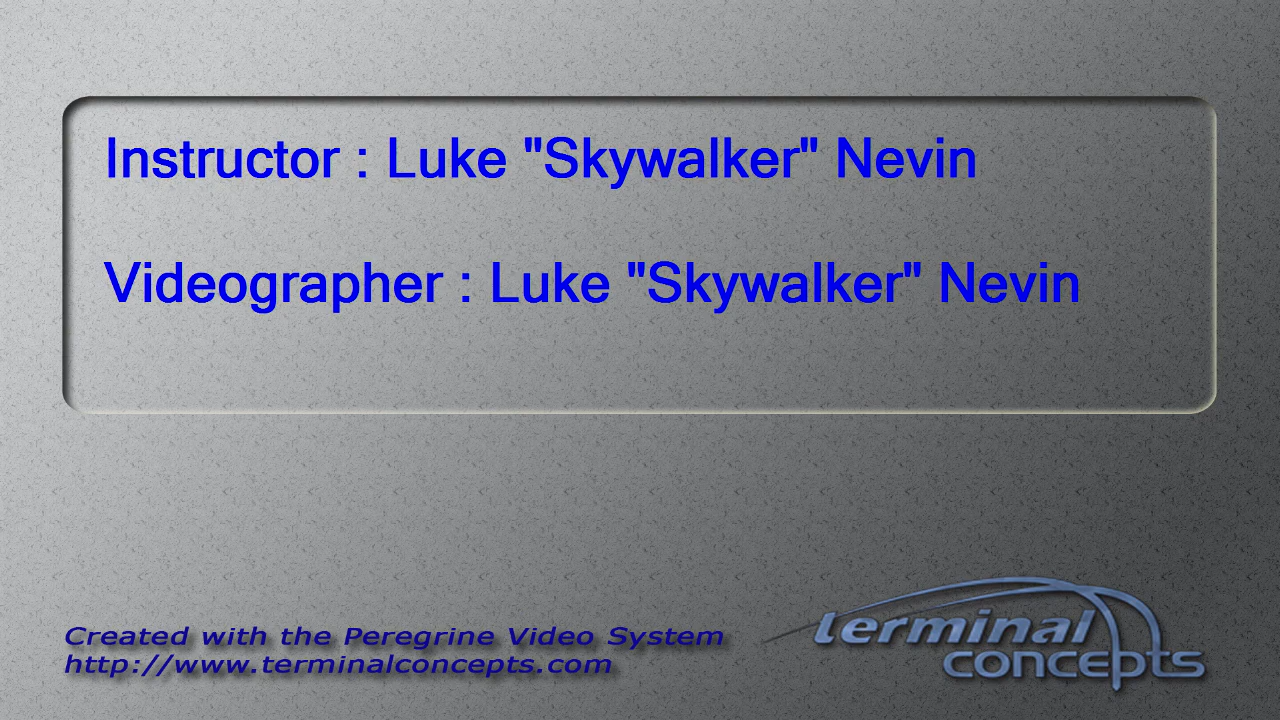 Instructor : Luke "Skywalker" Nevin
Videographer : Luke "Skywalker" Nevin
Created with the Peregrine Video System
http://www.terminalconcepts.com
terminal
concepts